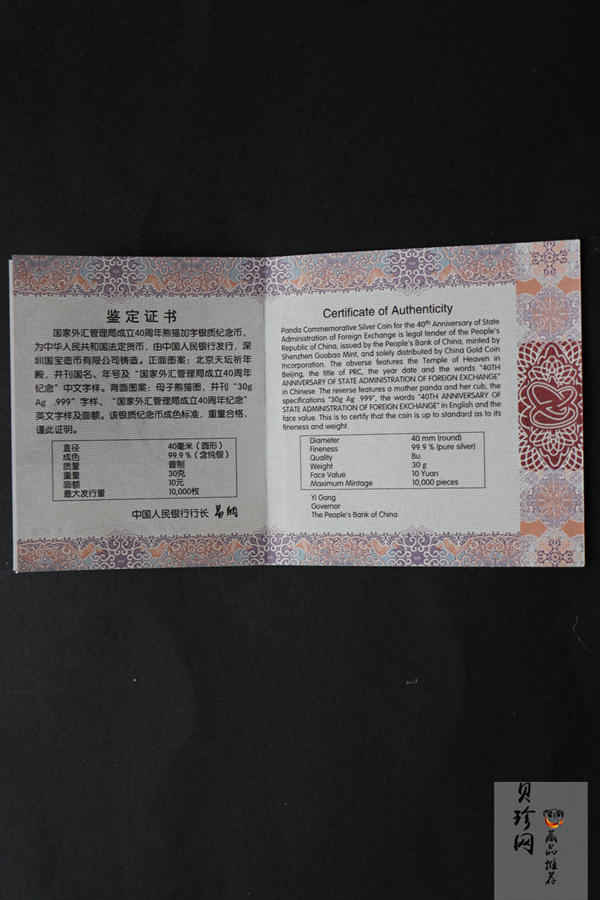 鉴定证书
国家外汇管理局成立40周年熊猫加字银质纪念币，
为中华人民共和国法定货币，由中国人民银行发行，深
圳国宝造币有限公司铸造。正面图案：北京天坛祈年
殿，并刊国名、年号及“国家外汇管理局成立40周年
纪念”中文字样。背面图案：母子熊猫图，并刊“30g
Ag .999”字样、“国家外汇管理局成立40周年纪念”
英文字样及面额。该银质纪念币成色标准，重量合格，
谨此证明。
直径 40毫米（圆形）
成色 99.9％（含纯银）
质量 普制
重量 30克
面额 10元
最大发行量 10,000枚
中国人民银行行长 易纲
Certificate of Authenticity
Panda Commemorative Silver Coin for the 40th Anniversary of State
Administration of Foreign Exchange is legal tender of the People's
Republic of China, issued by the People's Bank of China, minted by
Shenzhen Guobao Mint, and solely distributed by China Gold Coin
Incorporation. The obverse features the Temple of Heaven in
Beijing, the title of PRC, the year date and the words "40TH
ANNIVERSARY OF STATE ADMINISTRATION OF FOREIGN EXCHANGE"
in Chinese. The reverse features a mother panda and her cub, the
specifications "30g Ag .999", the words "40TH ANNIVERSARY OF
STATE ADMINISTRATION OF FOREIGN EXCHANGE" in English and the
face value. This is to certify that the coin is up to standard as to its
fineness and weight.
Diameter 40 mm (round)
Fineness 99.9 % (pure silver)
Quality Bu.
Weight 30 g
Face Value 10 Yuan
Maximum Mintage 10,000 pieces
Yi Gang
Governor
The People's Bank of China
贝珍网
藏品推荐